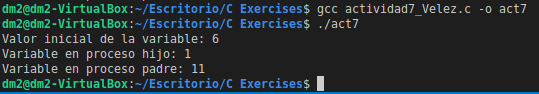 dm2@dm2-VirtualBox:~/Escritorio/C Exercises$ gcc actividad7_Velez.c -o act7
dm2@dm2-VirtualBox:~/Escritorio/C Exercises$ ./act7
Valor inicial de la variable: 6
Variable en proceso hijo: 1
Variable en proceso padre: 11
dm2@dm2-VirtualBox:~/Escritorio/C Exercises$